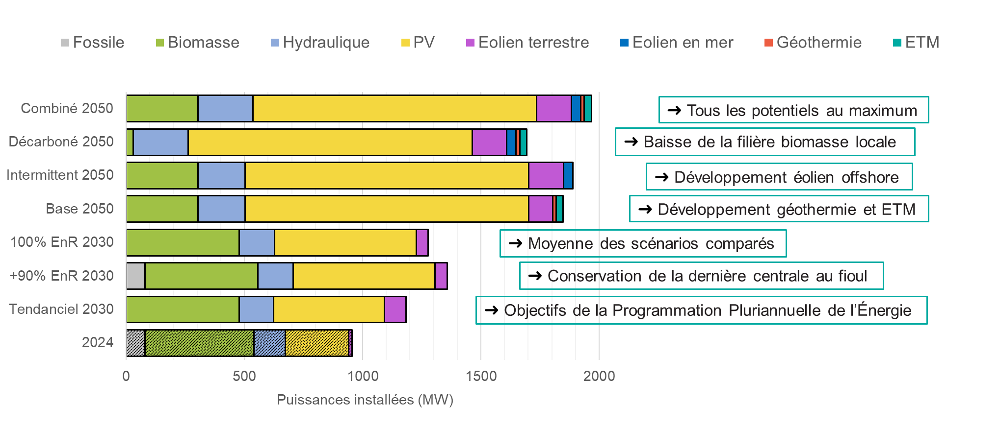 Fossile Biomasse Hydraulique PV Eolien terrestre Eolien en mer Géothermie ETM
Combiné 2050
➜ Tous les potentiels au maximum
Décarboné 2050
➜ Baisse de la filière biomasse locale
Intermittent 2050
➜ Développement éolien offshore
Base 2050
➜ Développement géothermie et ETM
100% EnR 2030
➜ Moyenne des scénarios comparés
+90% EnR 2030
➜ Conservation de la dernière centrale au fioul
Tendanciel 2030
➜ Objectifs de la Programmation Pluriannuelle de l’Énergie
2024
0 500 1000 1500 2000
Puissances installées (MW)